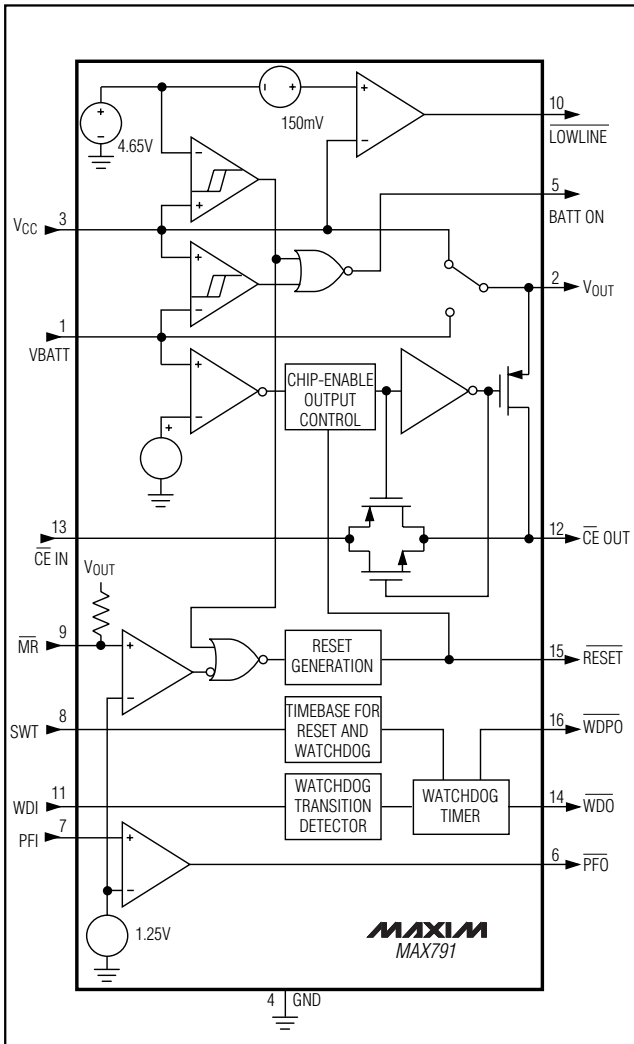 4.65V
150mV
10
LOWLINE
5
BATT ON
3
VCC
2
VOUT
1
VBATT
CHIP-ENABLE
OUTPUT
CONTROL
13
CE IN
12
CE OUT
VOUT
9
MR
RESET
GENERATION
15
RESET
8
SWT
TIMEBASE FOR
RESET AND
WATCHDOG
16
WDPO
11
WDI
WATCHDOG
TRANSITION
DETECTOR
WATCHDOG
TIMER
14
WDO
7
PFI
6
PFO
1.25V
MAXIM
MAX791
4 GND